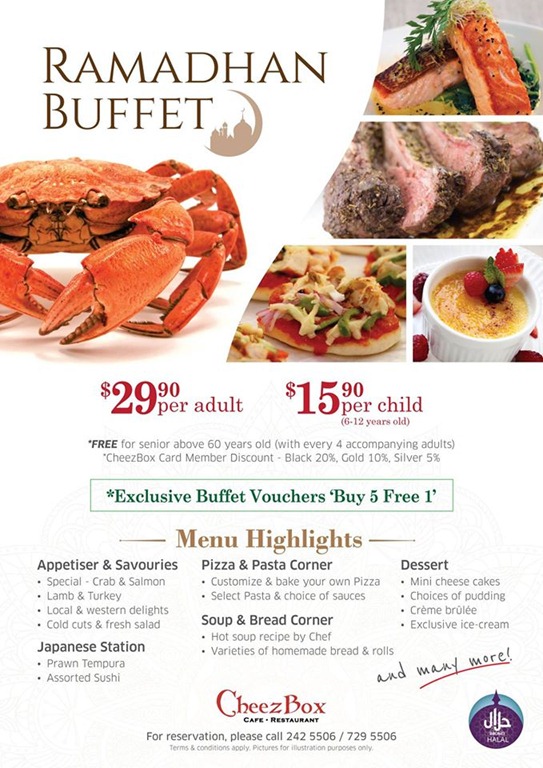 RAMADHAN
BUFFET
$29.90 per adult
$15.90 per child
(6-12 years old)
*FREE for senior above 60 years old (with every 4 accompanying adults)
*CheezBox Card Member Discount - Black 20%, Gold 10%, Silver 5%
*Exclusive Buffet Vouchers 'Buy 5 Free 1'
Menu Highlights
Appetiser & Savouries
• Special - Crab & Salmon
• Lamb & Turkey
• Local & western delights
• Cold cuts & fresh salad
Japanese Station
• Prawn Tempura
• Assorted Sushi
Pizza & Pasta Corner
• Customize & bake your own Pizza
• Select Pasta & choice of sauces
Soup & Bread Corner
• Hot soup recipe by Chef
• Varieties of homemade bread & rolls
Dessert
• Mini cheese cakes
• Choices of pudding
• Crème brûlée
• Exclusive ice-cream
and many more!
CheezBox
CAFE • RESTAURANT
For reservation, please call 242 5506 / 729 5506
Terms & conditions apply. Pictures for illustration purposes only.
حلال
HALAL